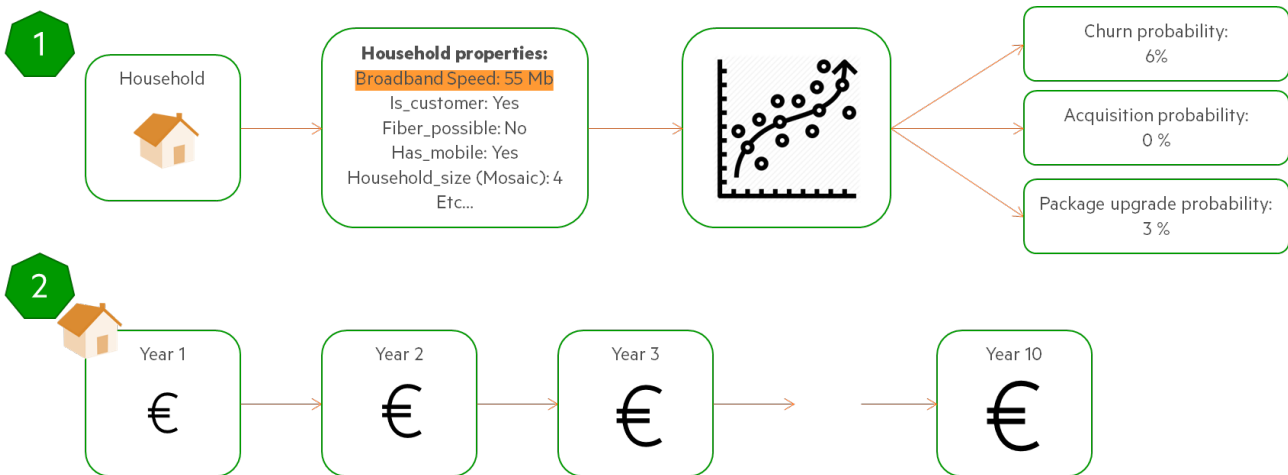 1
Household
Household properties:
Broadband Speed: 55 Mb
Is_customer: Yes
Fiber_possible: No
Has_mobile: Yes
Household_size (Mosaic): 4
Etc...
Churn probability:
6%
Acquisition probability:
0 %
Package upgrade probability:
3 %
2
Year 1
€
Year 2
€
Year 3
€
Year 10
€